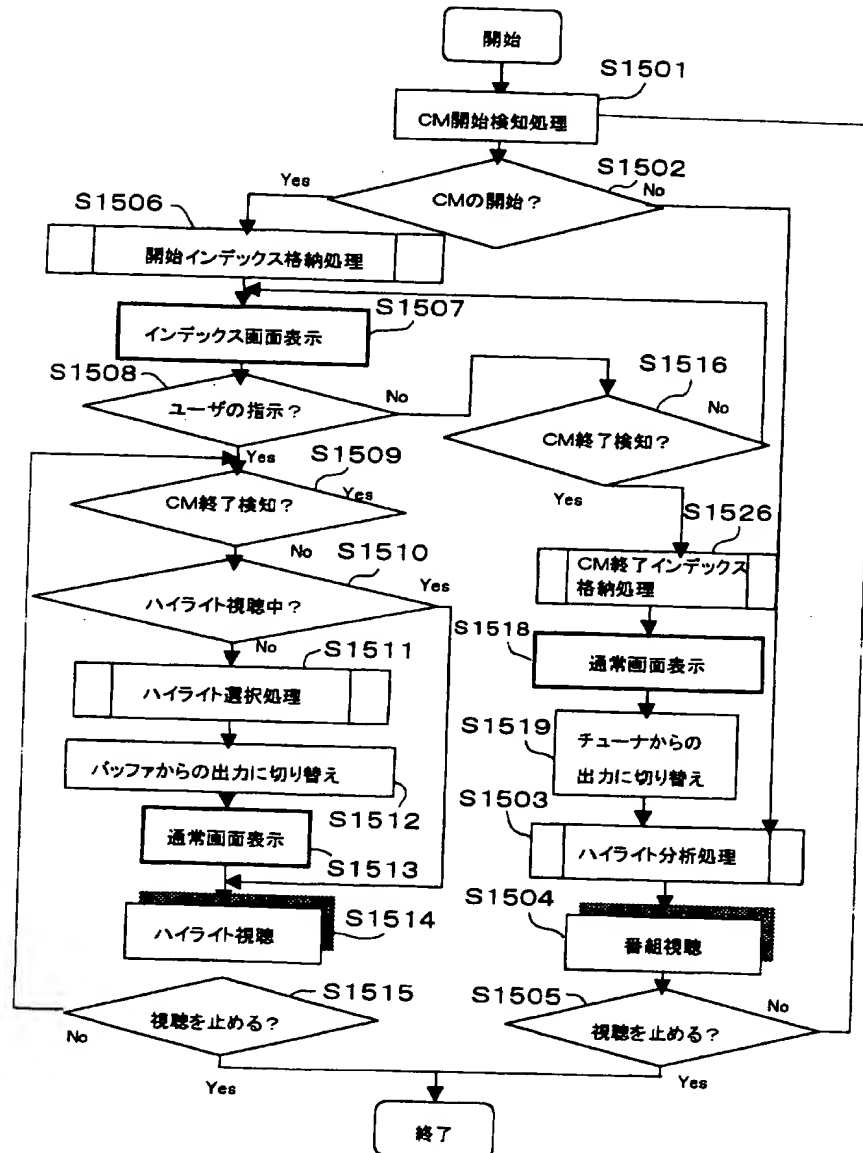 開始
S1501
CM開始検知処理
S1502
CMの開始?
Yes
No
S1506
開始インデックス格納処理
S1507
インデックス画面表示
S1508
ユーザの指示?
No
Yes
S1516
CM終了検知?
No
Yes
S1509
CM終了検知?
Yes
No
S1526
CM終了インデックス
格納処理
S1510
ハイライト視聴中?
Yes
No
S1518
通常画面表示
S1511
ハイライト選択処理
S1519
チューナからの
出力に切り替え
バッファからの出力に切り替え
S1512
S1503
ハイライト分析処理
通常画面表示
S1513
S1504
番組視聴
ハイライト視聴
S1514
S1515
視聴を止める?
No
Yes
S1505
視聴を止める?
No
Yes
終了